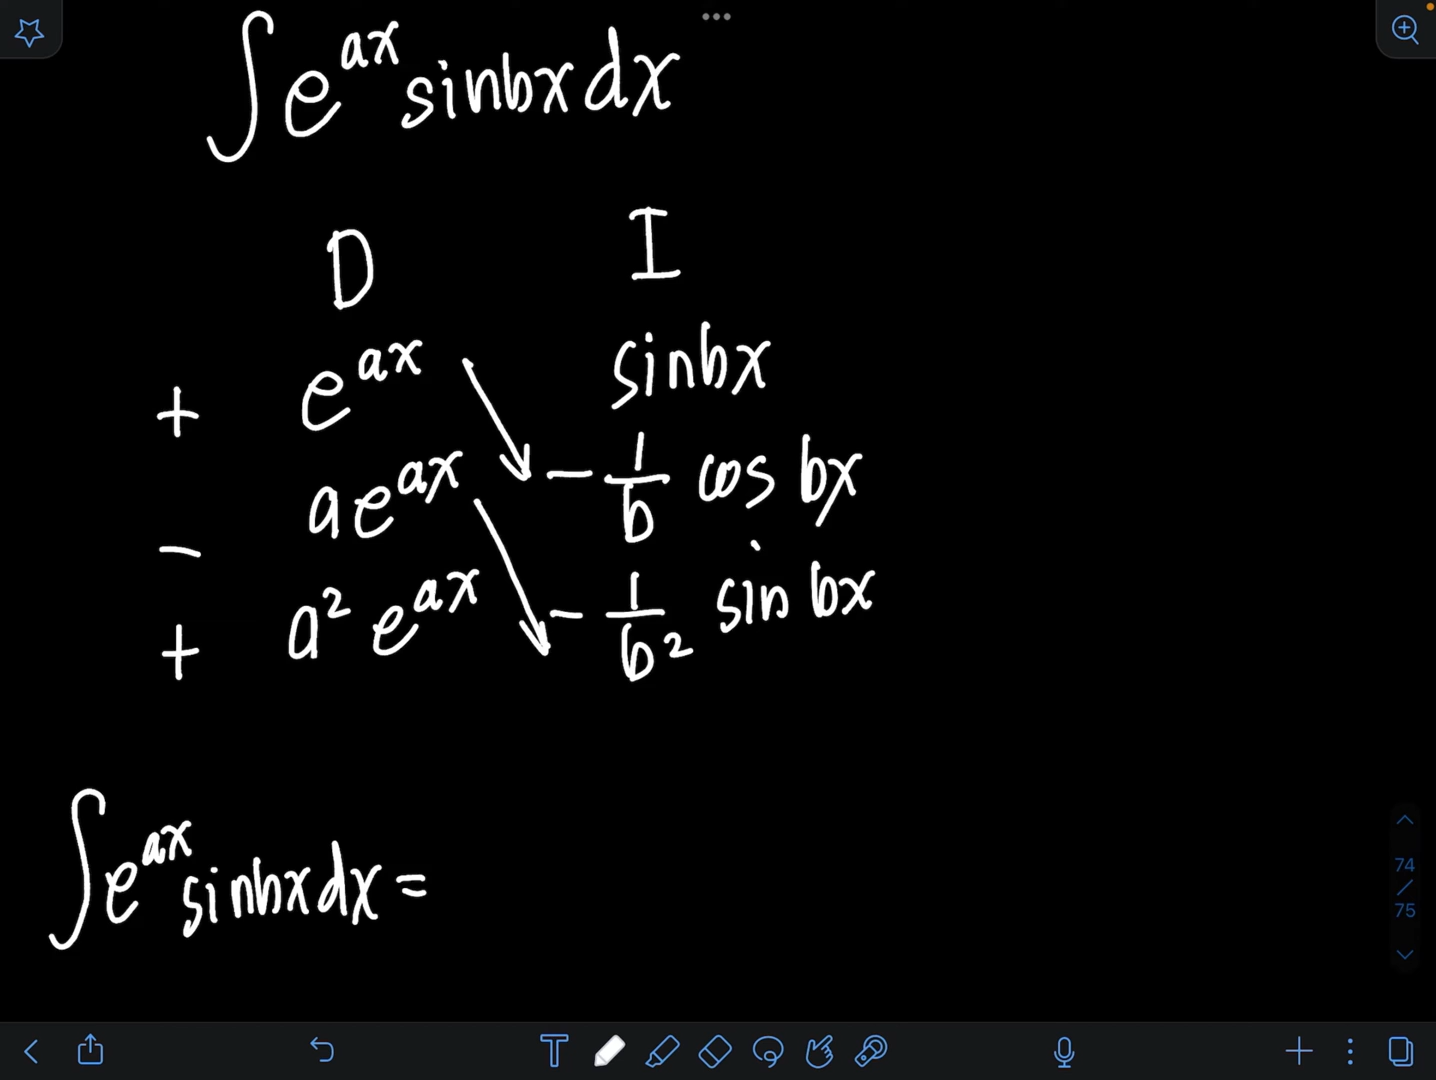 ∫ e^{ax} sinbx dx
D I
+ e^{ax} sinbx
- ae^{ax} - 1/b cos bx
+ a² e^{ax} - 1/b² sin bx
∫ e^{ax} sinbx dx =
74
/
75
T